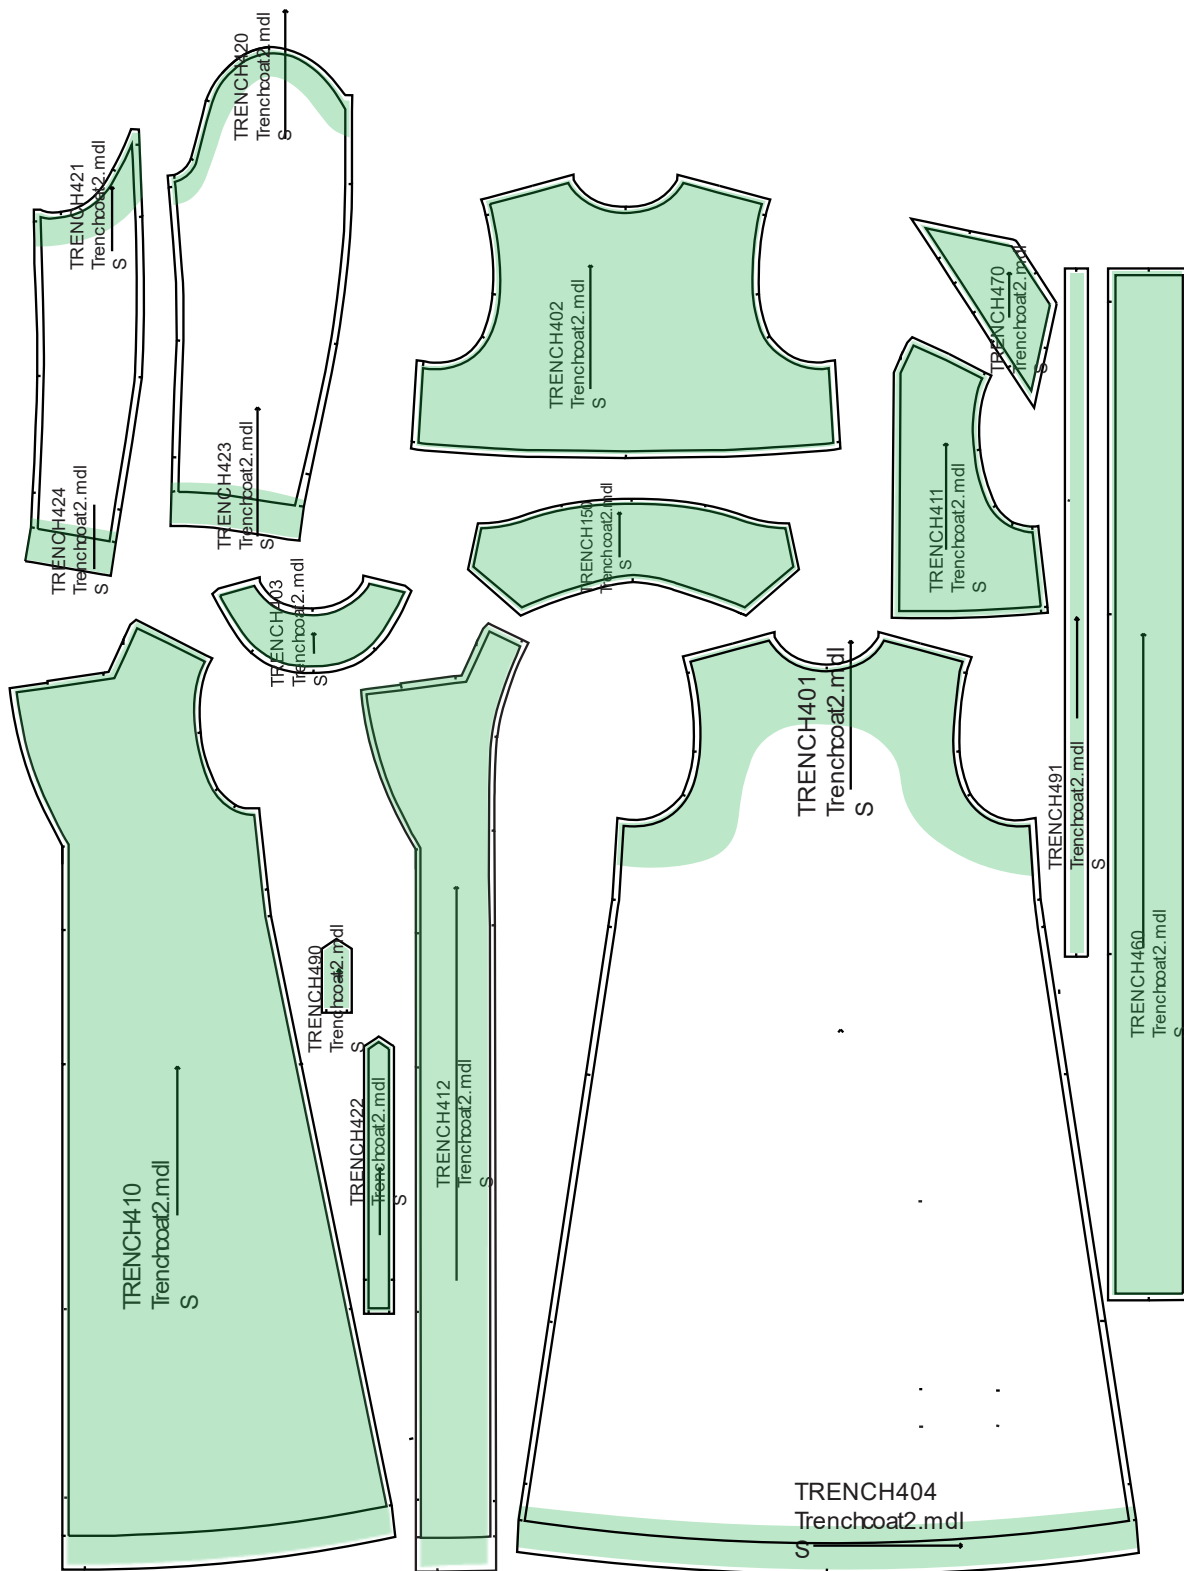 TRENCH420
Trenchcoat2.mdl
S
TRENCH421
Trenchcoat2.mdl
S
TRENCH402
Trenchcoat2.mdl
S
TRENCH470
Trenchcoat2.mdl
S
TRENCH423
Trenchcoat2.mdl
S
TRENCH424
Trenchcoat2.mdl
S
TRENCH150
Trenchcoat2.mdl
S
TRENCH411
Trenchcoat2.mdl
S
TRENCH403
Trenchcoat2.mdl
S
TRENCH401
Trenchcoat2.mdl
S
TRENCH491
Trenchcoat2.mdl
S
TRENCH460
Trenchcoat2.mdl
S
TRENCH490
Trenchcoat2.mdl
S
TRENCH422
Trenchcoat2.mdl
S
TRENCH412
Trenchcoat2.mdl
S
TRENCH410
Trenchcoat2.mdl
S
TRENCH404
Trenchcoat2.mdl
S